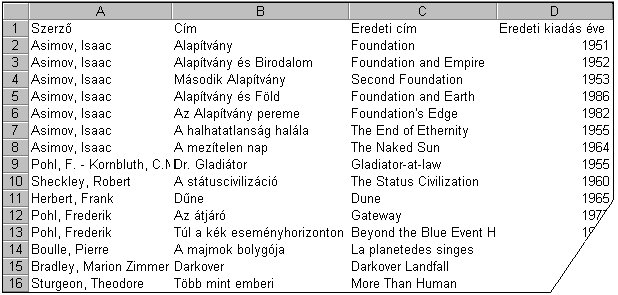 A B C D
1 Szerző Cím Eredeti cím Eredeti kiadás éve
2 Asimov, Isaac Alapítvány Foundation 1951
3 Asimov, Isaac Alapítvány és Birodalom Foundation and Empire 1952
4 Asimov, Isaac Második Alapítvány Second Foundation 1953
5 Asimov, Isaac Alapítvány és Föld Foundation and Earth 1986
6 Asimov, Isaac Az Alapítvány pereme Foundation's Edge 1982
7 Asimov, Isaac A halhatatlanság halála The End of Ethernity 1955
8 Asimov, Isaac A mezítelen nap The Naked Sun 1964
9 Pohl, F. - Kornbluth, C.M Dr. Gladiátor Gladiator-at-law 1955
10 Sheckley, Robert A státuscivilizáció The Status Civilization 1960
11 Herbert, Frank Dűne Dune 1965
12 Pohl, Frederik Az átjáró Gateway
13 Pohl, Frederik Túl a kék eseményhorizonton Beyond the Blue Event H
14 Boulle, Pierre A majmok bolygója La planetedes singes
15 Bradley, Marion Zimmer Darkover Darkover Landfall
16 Sturgeon, Theodore Több mint emberi More Than Human